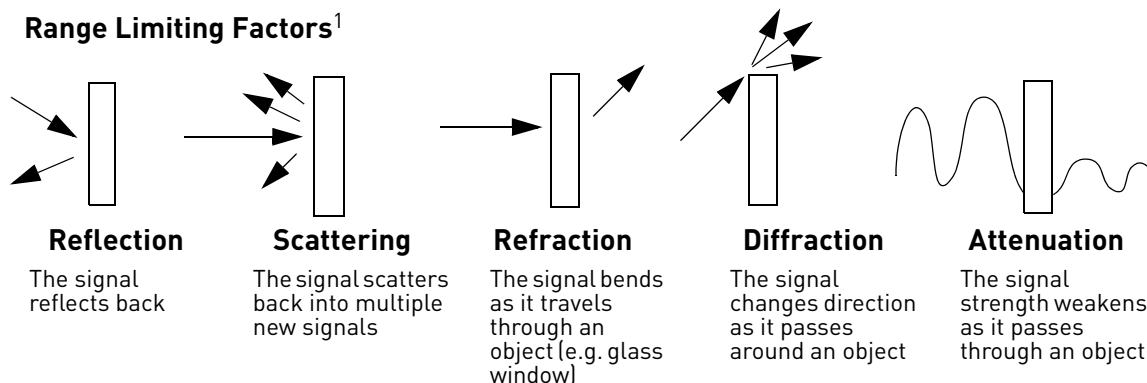 Range Limiting Factors1
Reflection
The signal
reflects back
Scattering
The signal scatters
back into multiple
new signals
Refraction
The signal bends
as it travels
through an
object (e.g. glass
window)
Diffraction
The signal
changes direction
as it passes
around an object
Attenuation
The signal
strength weakens
as it passes
through an object